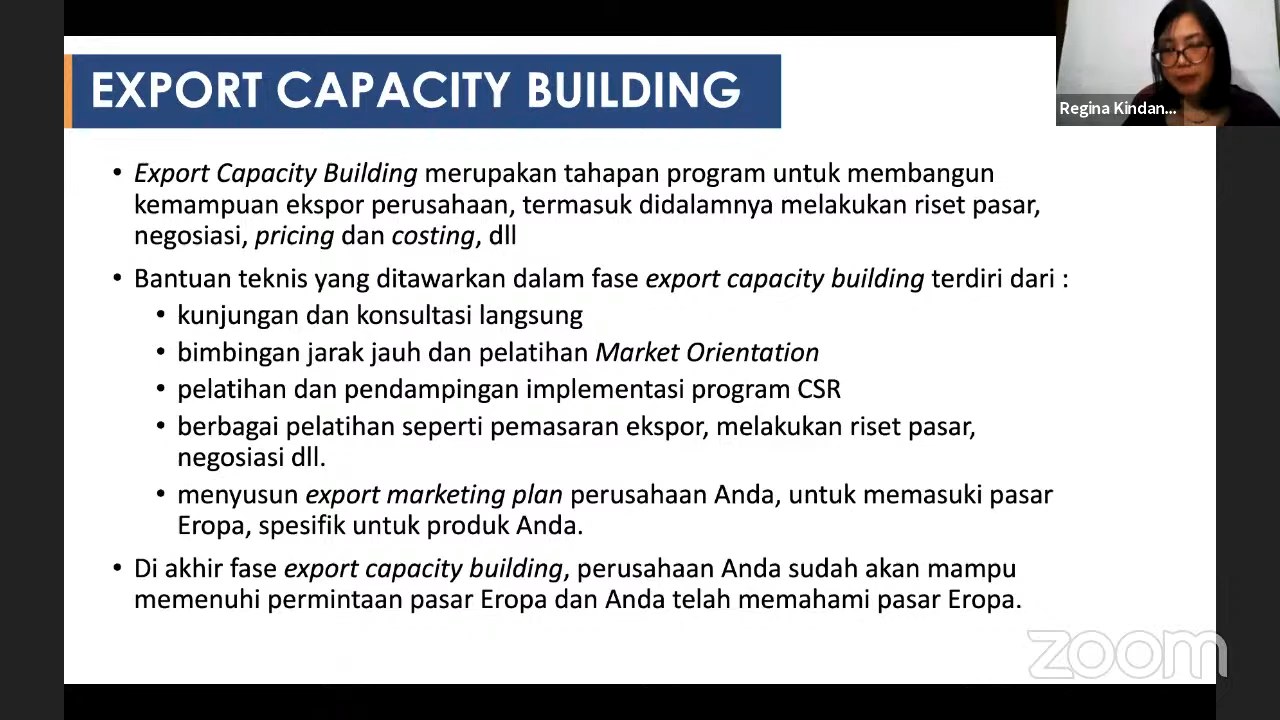 EXPORT CAPACITY BUILDING
Regina Kindan...
• Export Capacity Building merupakan tahapan program untuk membangun
kemampuan ekspor perusahaan, termasuk didalamnya melakukan riset pasar,
negosiasi, pricing dan costing, dll
• Bantuan teknis yang ditawarkan dalam fase export capacity building terdiri dari :
• kunjungan dan konsultasi langsung
• bimbingan jarak jauh dan pelatihan Market Orientation
• pelatihan dan pendampingan implementasi program CSR
• berbagai pelatihan seperti pemasaran ekspor, melakukan riset pasar,
negosiasi dll.
• menyusun export marketing plan perusahaan Anda, untuk memasuki pasar
Eropa, spesifik untuk produk Anda.
• Di akhir fase export capacity building, perusahaan Anda sudah akan mampu
memenuhi permintaan pasar Eropa dan Anda telah memahami pasar Eropa.
zoom